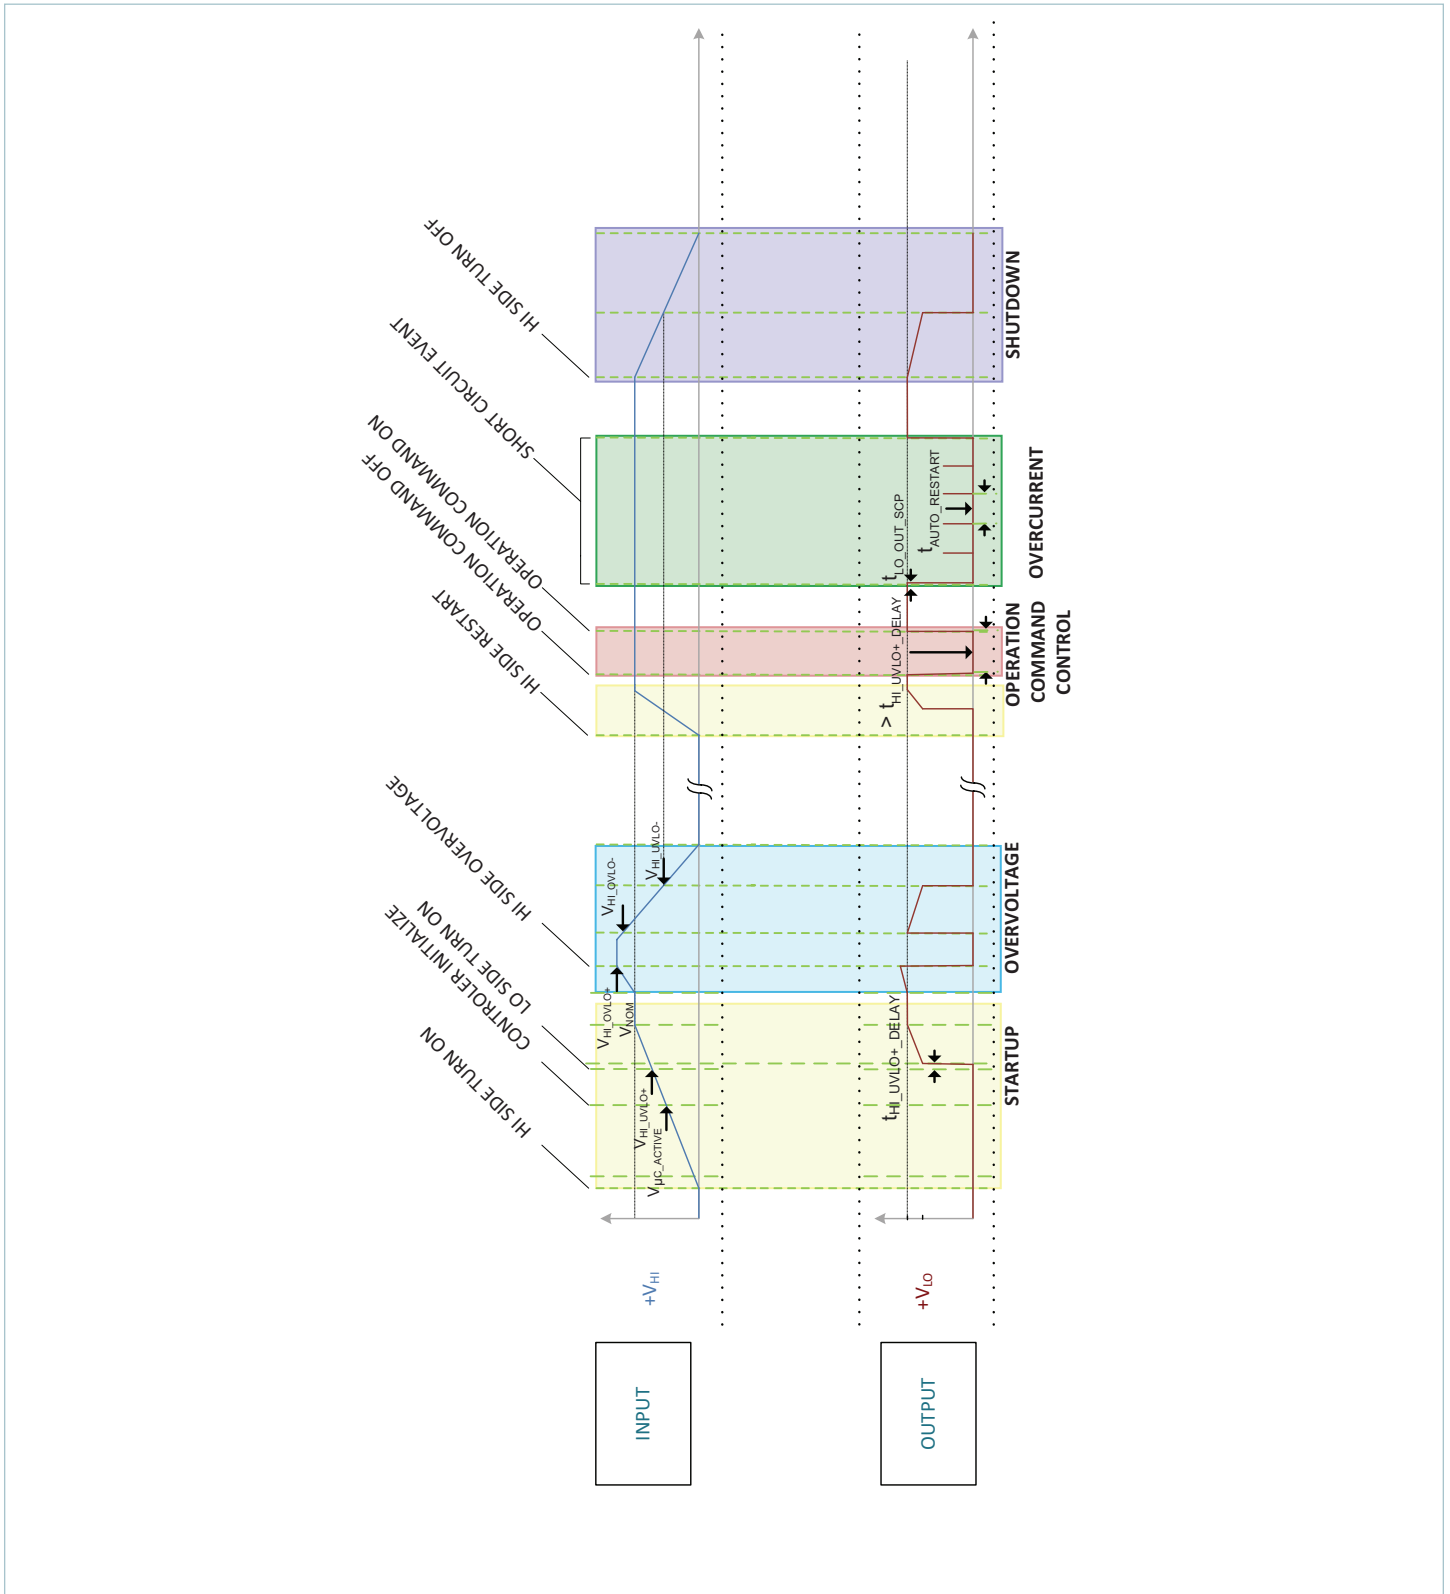 HI SIDE TURN ON
CONTROLER INITIALIZE
LO SIDE TURN ON
HI SIDE OVERVOLTAGE
HI SIDE RESTART
OPERATION COMMAND OFF
OPERATION COMMAND ON
SHORT CIRCUIT EVENT
HI SIDE TURN OFF
INPUT
+VHI
VµC_ACTIVE
VHI_UVLO+
VNOM
VHI_OVLO+
VHI_OVLO-
VHI_UVLO-
OUTPUT
+VLO
tHI_UVLO+_DELAY
> tHI_UVLO+_DELAY
tLO_OUT_SCP
tAUTO_RESTART
STARTUP
OVERVOLTAGE
OPERATION
COMMAND
CONTROL
OVERCURRENT
SHUTDOWN